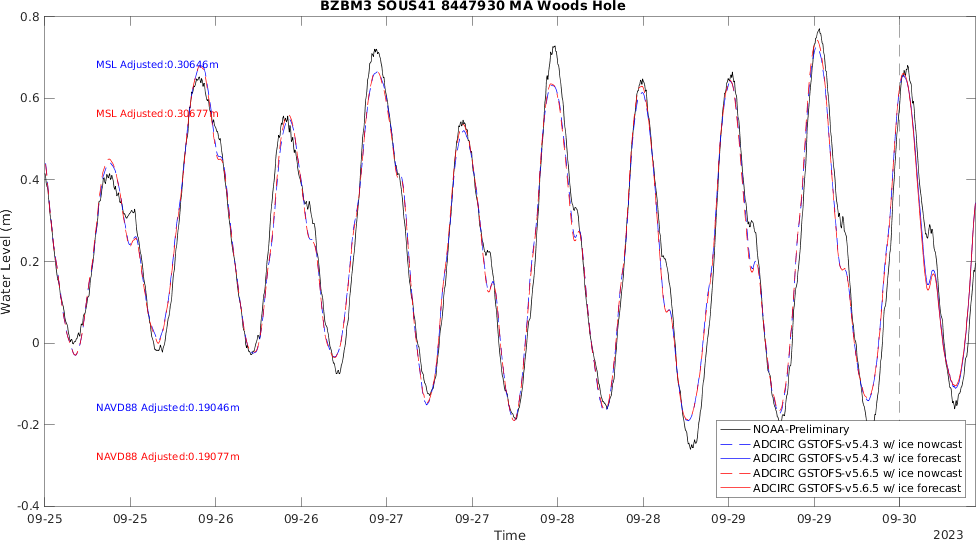 BZBM3 SOUS41 8447930 MA Woods Hole
0.8
0.6
0.4
0.2
0
-0.2
-0.4
Water Level (m)
MSL Adjusted:0.30646m
MSL Adjusted:0.30677m
NAVD88 Adjusted:0.19046m
NAVD88 Adjusted:0.19077m
NOAA-Preliminary
ADCIRC GSTOFS-v5.4.3 w/ ice nowcast
ADCIRC GSTOFS-v5.4.3 w/ ice forecast
ADCIRC GSTOFS-v5.6.5 w/ ice nowcast
ADCIRC GSTOFS-v5.6.5 w/ ice forecast
09-25 09-25 09-26 09-26 09-27 09-27 09-28 09-28 09-29 09-29 09-30
Time
2023